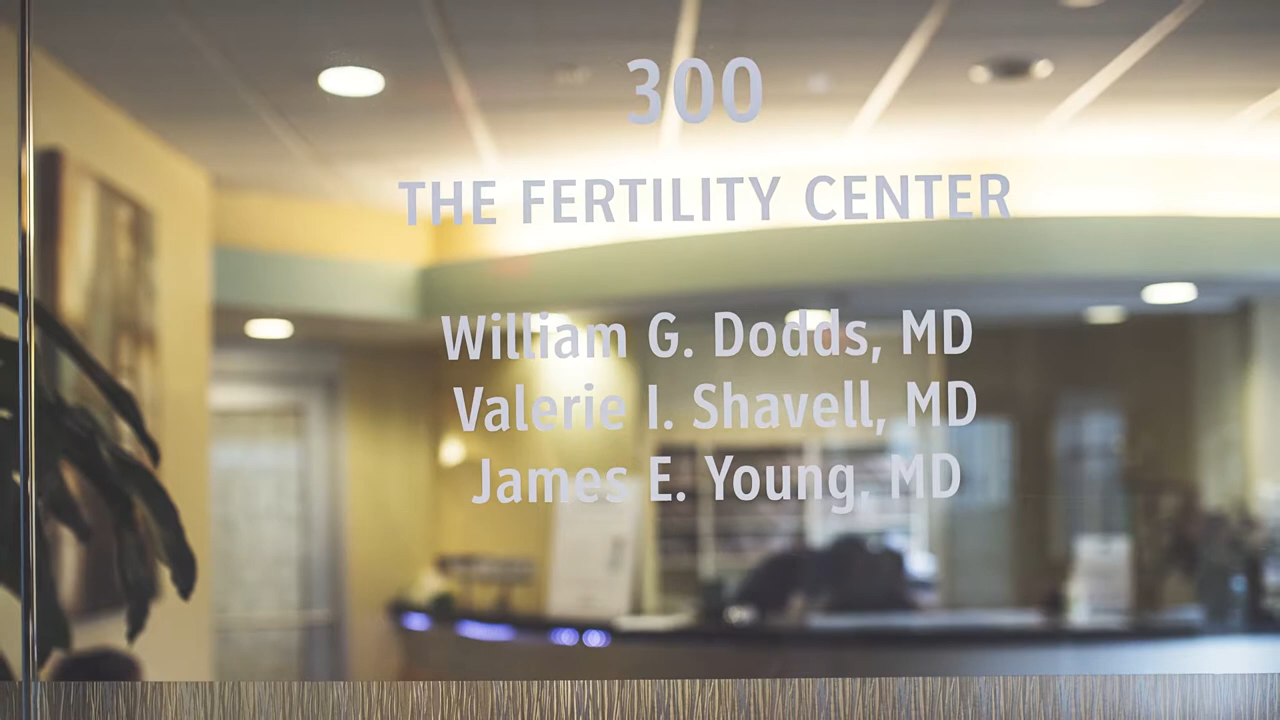 300
THE FERTILITY CENTER
William G. Dodds, MD
Valerie I. Shavell, MD
James E. Young, MD